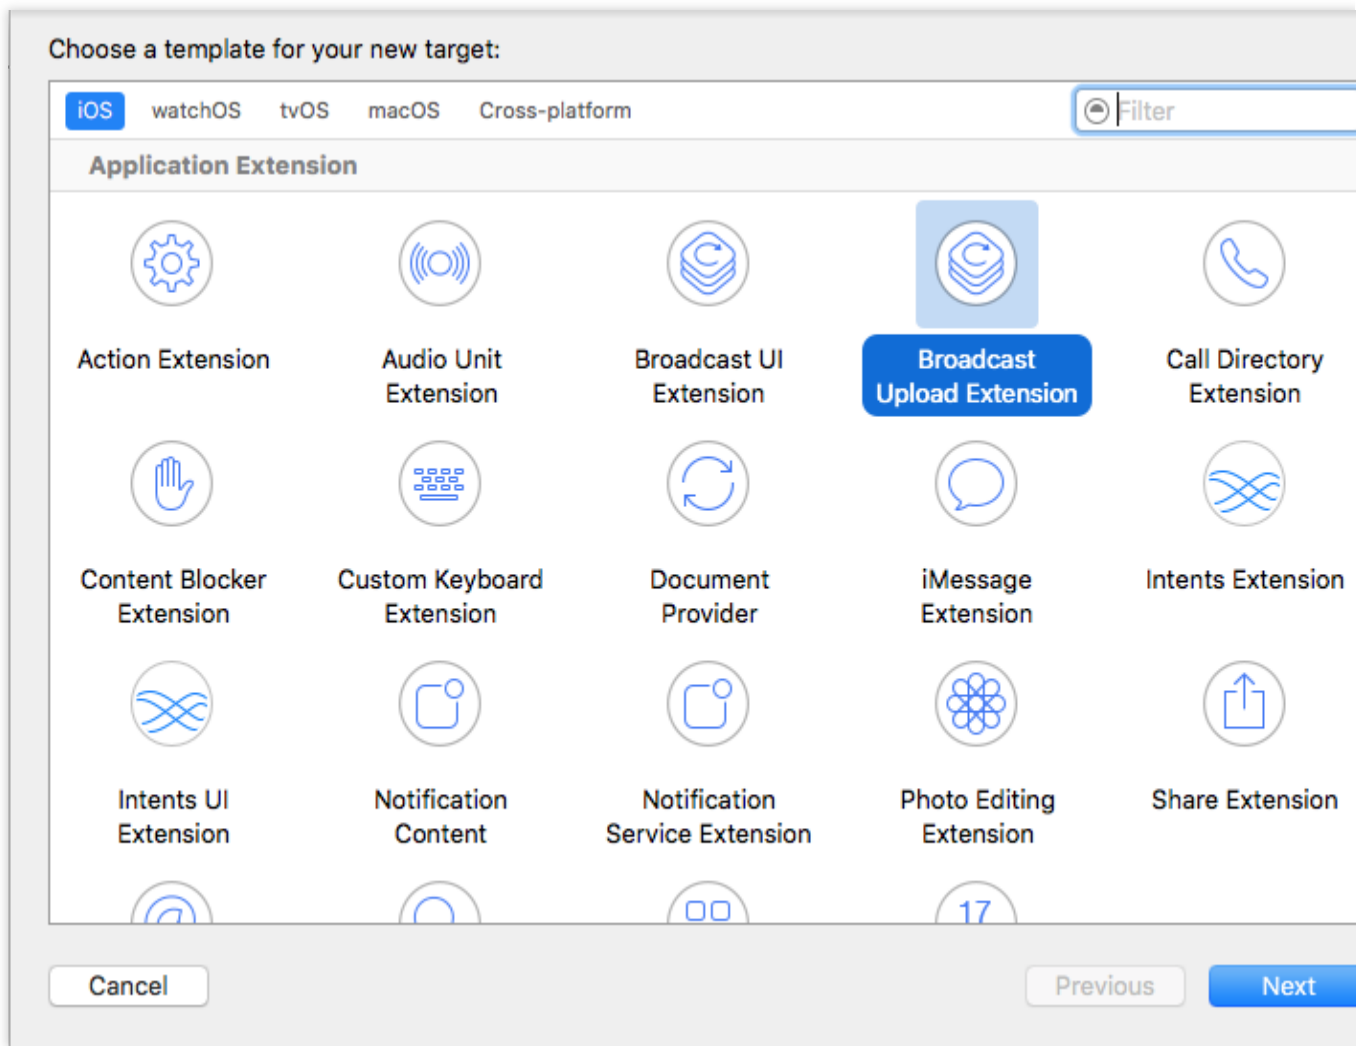 Choose a template for your new target:
iOS watchOS tvOS macOS Cross-platform Filter
Application Extension
Action Extension Audio Unit Broadcast UI Broadcast Call Directory
Extension Extension Upload Extension Extension
Content Blocker Custom Keyboard Document iMessage Intents Extension
Extension Extension Provider Extension
Intents UI Notification Notification Photo Editing Share Extension
Extension Content Service Extension Extension
17
Cancel Previous Next